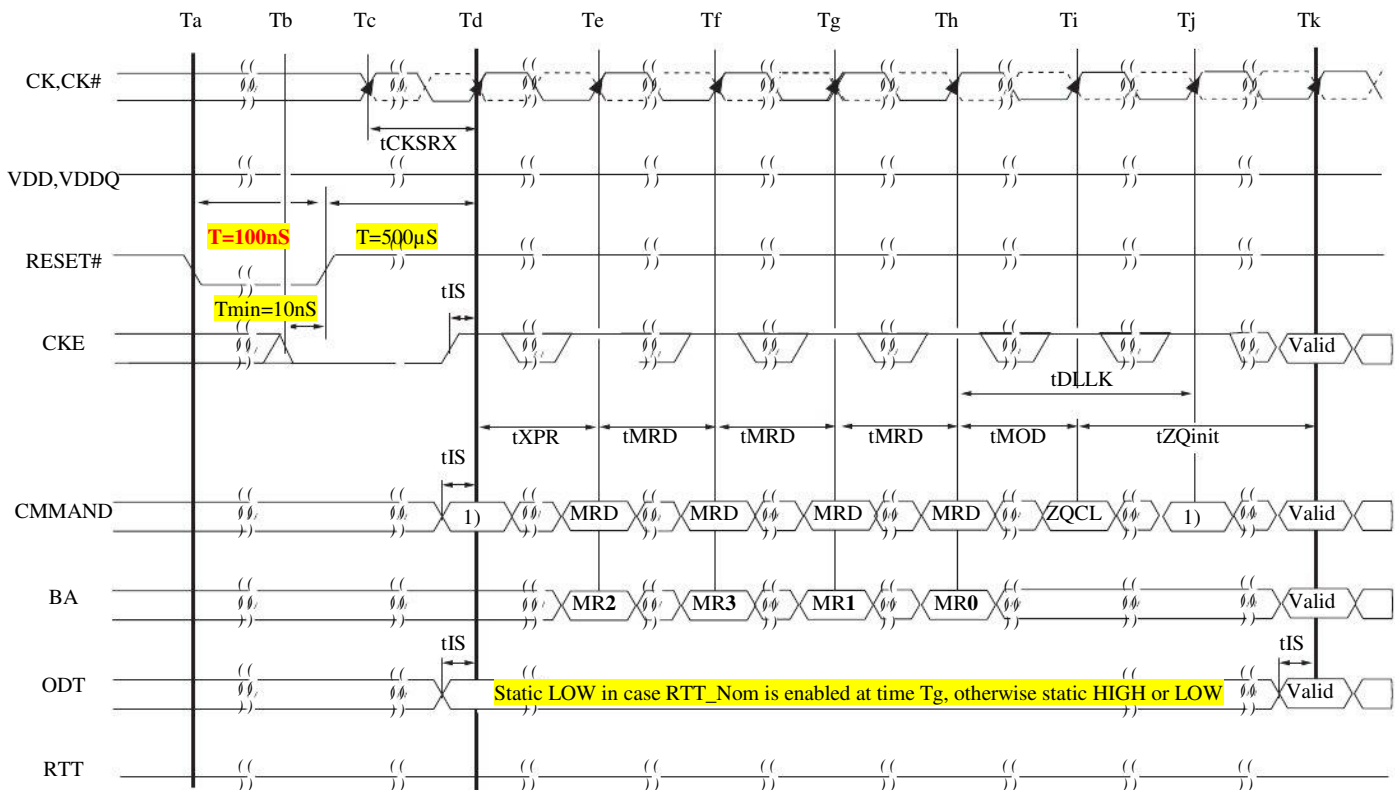 Ta Tb Tc Td Te Tf Tg Th Ti Tj Tk
CK,CK#
tCKSRX
VDD,VDDQ
T=100nS T=500µS
RESET#
Tmin=10nS tIS
CKE Valid
tDLLK
tXPR tMRD tMRD tMRD tMOD tZQinit
tIS
CMMAND 1) MRD MRD MRD MRD ZQCL 1) Valid
BA MR2 MR3 MR1 MR0 Valid
tIS tIS
ODT Static LOW in case RTT_Nom is enabled at time Tg, otherwise static HIGH or LOW Valid
RTT